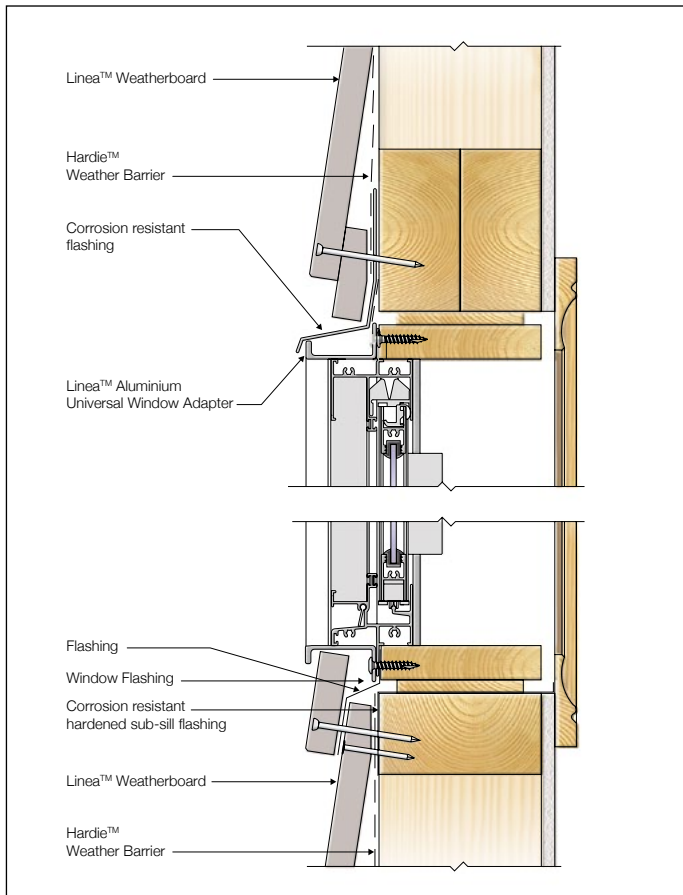 Linea™ Weatherboard
Hardie™
Weather Barrier
Corrosion resistant
flashing
Linea™ Aluminium
Universal Window Adapter
Flashing
Window Flashing
Corrosion resistant
hardened sub-sill flashing
Linea™ Weatherboard
Hardie™
Weather Barrier